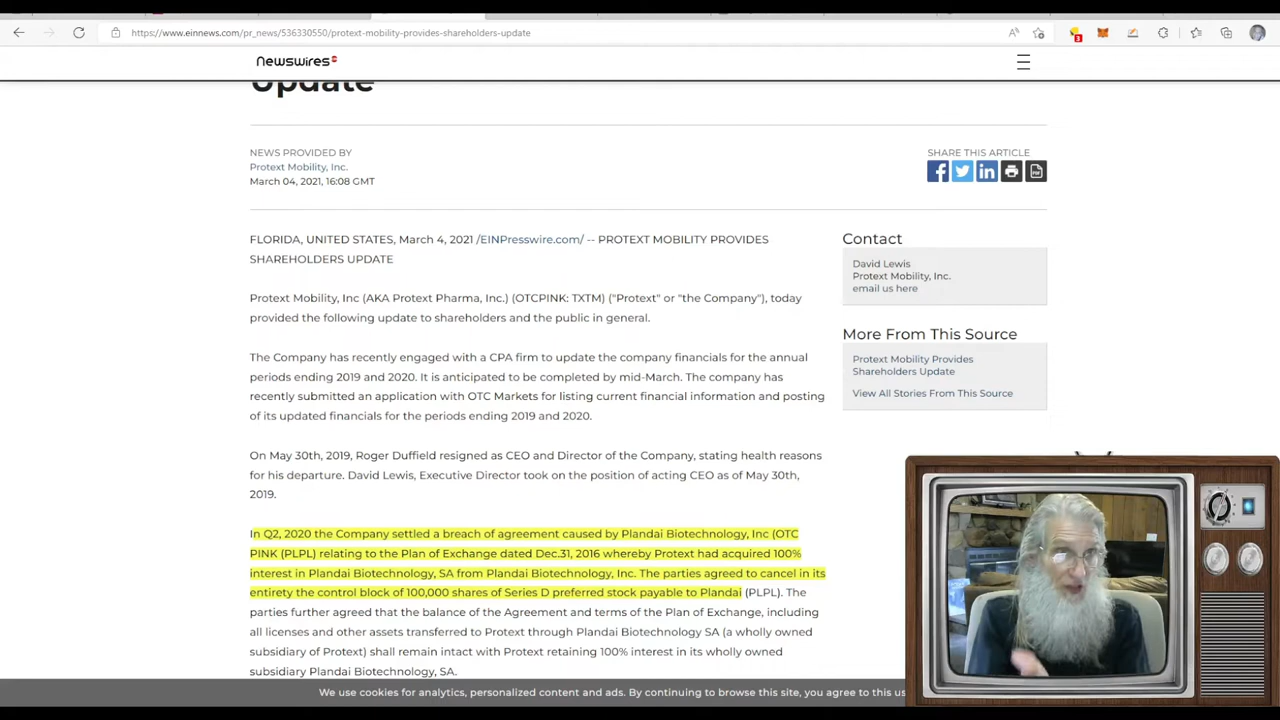 https://www.einnews.com/pr_news/536330550/protext-mobility-provides-shareholders-update
3
Newswires
Update
NEWS PROVIDED BY
Protext Mobility, Inc.
March 04, 2021, 16:08 GMT
SHARE THIS ARTICLE
FLORIDA, UNITED STATES, March 4, 2021 /EINPresswire.com/ -- PROTEXT MOBILITY PROVIDES
SHAREHOLDERS UPDATE
Protext Mobility, Inc (AKA Protext Pharma, Inc.) (OTCPINK: TXTM) ("Protext" or "the Company"), today
provided the following update to shareholders and the public in general.
The Company has recently engaged with a CPA firm to update the company financials for the annual
periods ending 2019 and 2020. It is anticipated to be completed by mid-March. The company has
recently submitted an application with OTC Markets for listing current financial information and posting
of its updated financials for the periods ending 2019 and 2020.
On May 30th, 2019, Roger Duffield resigned as CEO and Director of the Company, stating health reasons
for his departure. David Lewis, Executive Director took on the position of acting CEO as of May 30th,
2019.
In Q2, 2020 the Company settled a breach of agreement caused by Plandai Biotechnology, Inc (OTC
PINK (PLPL) relating to the Plan of Exchange dated Dec.31, 2016 whereby Protext had acquired 100%
interest in Plandai Biotechnology, SA from Plandai Biotechnology, Inc. The parties agreed to cancel in its
entirety the control block of 100,000 shares of Series D preferred stock payable to Plandai (PLPL). The
parties further agreed that the balance of the Agreement and terms of the Plan of Exchange, including
all licenses and other assets transferred to Protext through Plandai Biotechnology SA (a wholly owned
subsidiary of Protext) shall remain intact with Protext retaining 100% interest in its wholly owned
subsidiary Plandai Biotechnology, SA.
Contact
David Lewis
Protext Mobility, Inc.
email us here
More From This Source
Protext Mobility Provides
Shareholders Update
View All Stories From This Source
We use cookies for analytics, personalized content and ads. By continuing to browse this site, you agree to this us